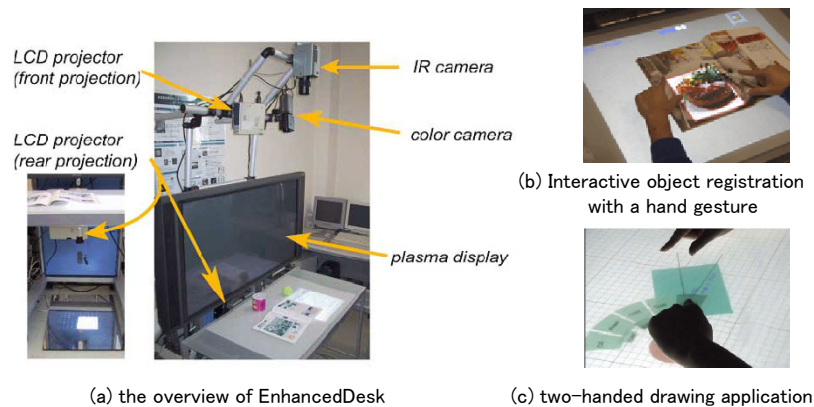 LCD projector
(front projection)
IR camera
color camera
LCD projector
(rear projection)
plasma display
(a) the overview of EnhancedDesk
(b) Interactive object registration
with a hand gesture
(c) two-handed drawing application